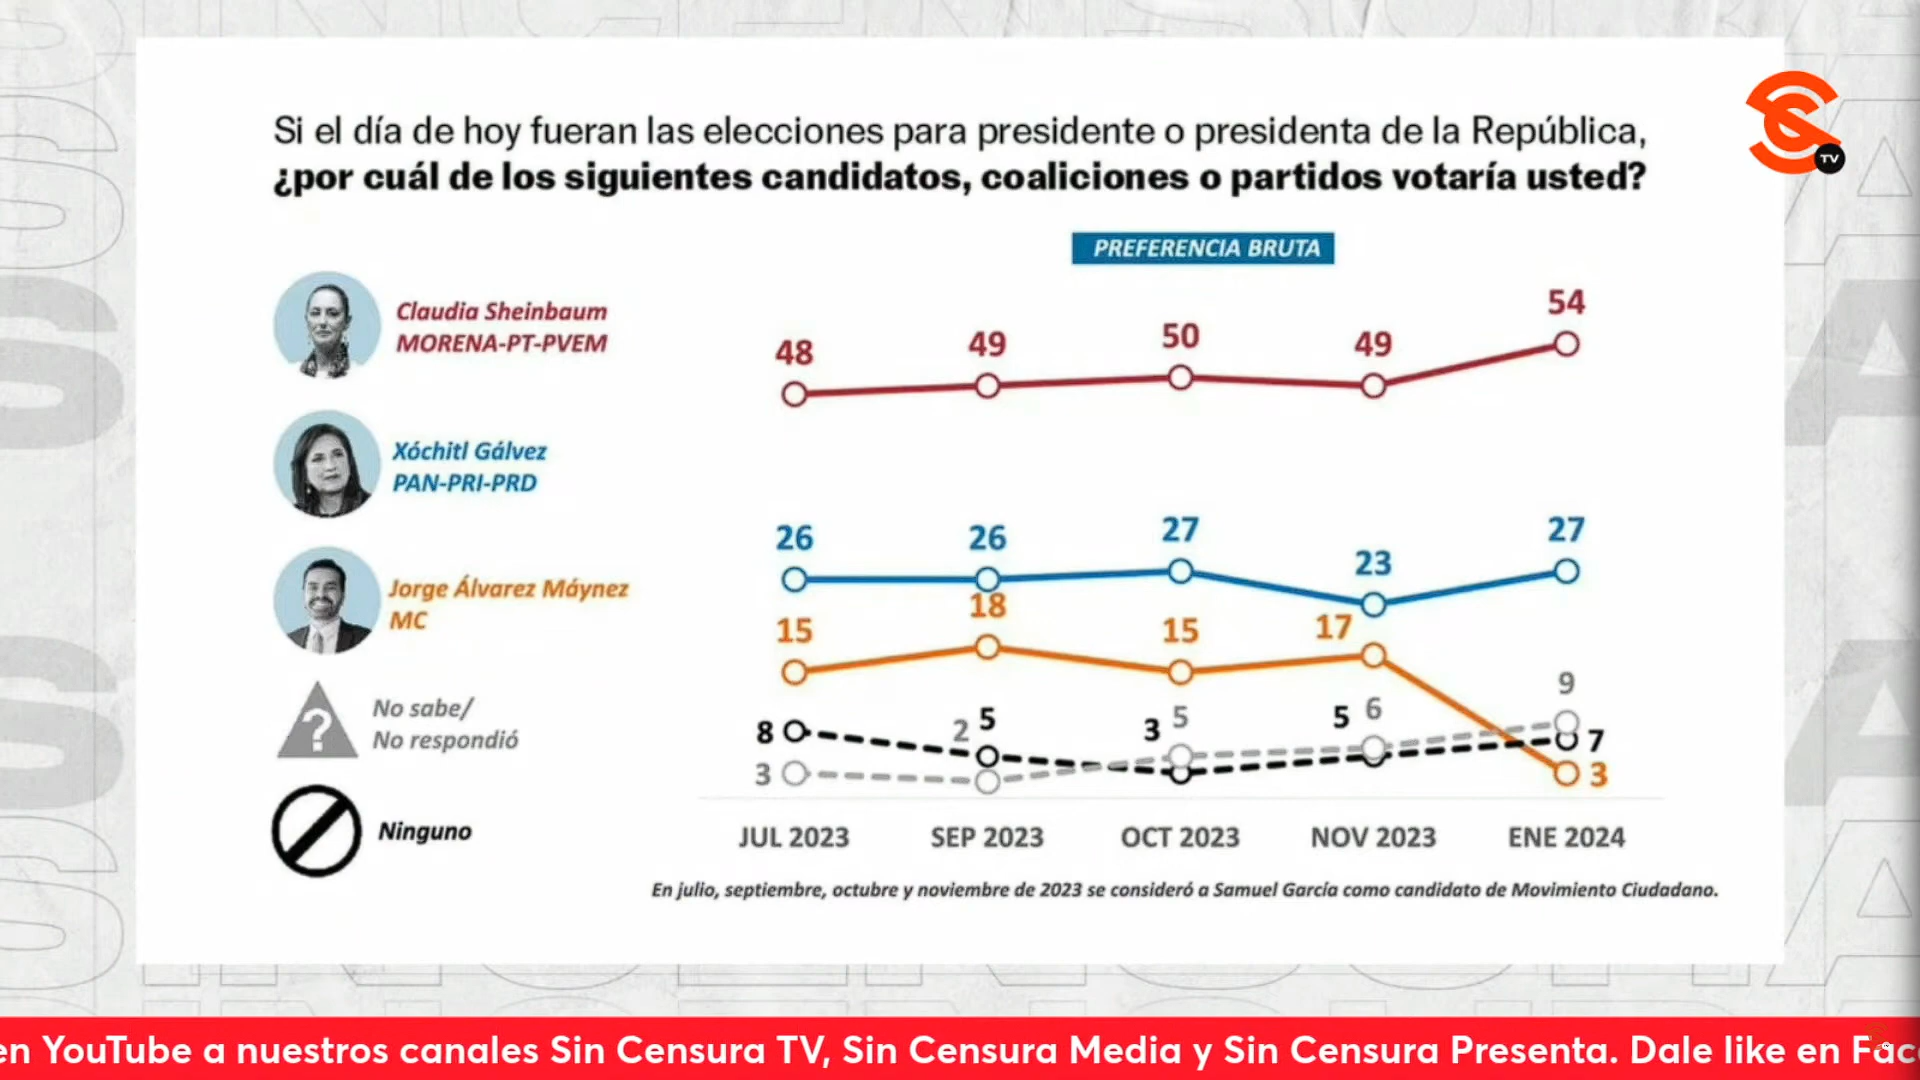 Si el día de hoy fueran las elecciones para presidente o presidenta de la República,
¿por cuál de los siguientes candidatos, coaliciones o partidos votaría usted?
TV
PREFERENCIA BRUTA
Claudia Sheinbaum
MORENA-PT-PVEM
Xóchitl Gálvez
PAN-PRI-PRD
Jorge Álvarez Máynez
MC
?
No sabe/
No respondió
Ninguno
48 49 50 49 54
26 26 27 23 27
15 18 15 17 3
8 5 3 5 7
3 2 5 6 9
JUL 2023 SEP 2023 OCT 2023 NOV 2023 ENE 2024
En julio, septiembre, octubre y noviembre de 2023 se consideró a Samuel García como candidato de Movimiento Ciudadano.
en YouTube a nuestros canales Sin Censura TV, Sin Censura Media y Sin Censura Presenta. Dale like en Fac